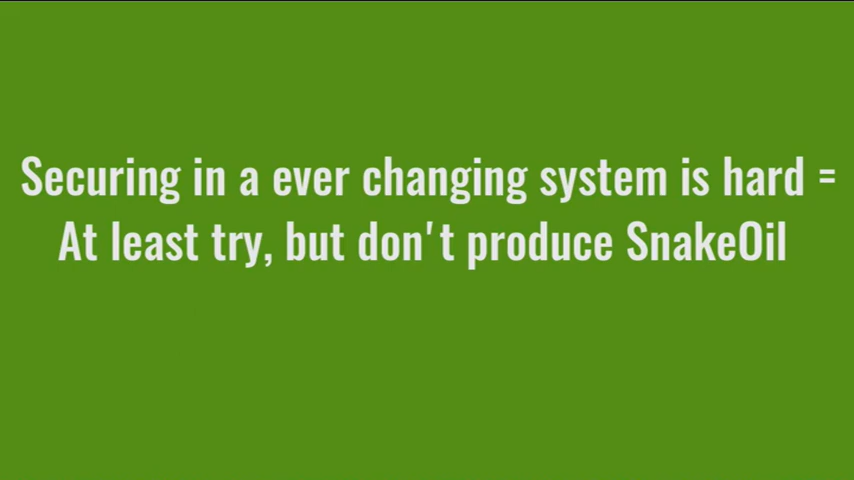 Securing in a ever changing system is hard =
At least try, but don't produce SnakeOil